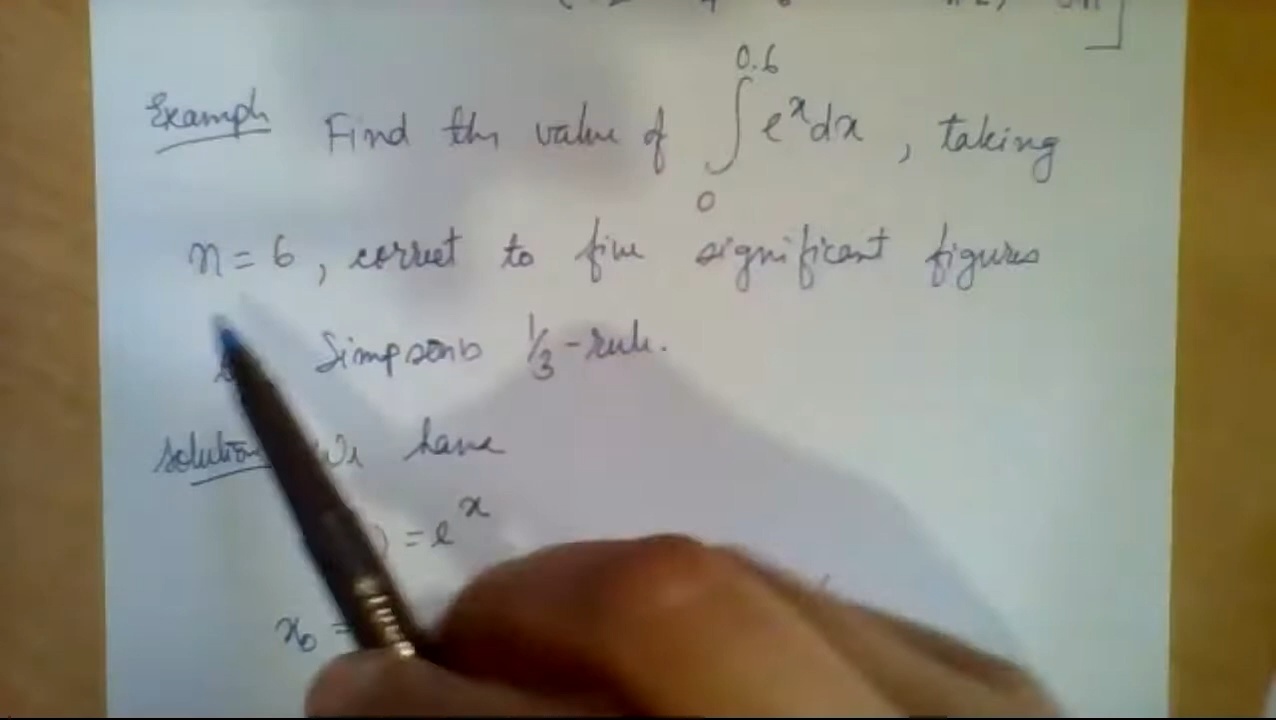 Example Find the value of ∫₀^0.6 e^x dx, taking
n = 6, correct to five significant figures
Simpson's 1/3-rule.
Solution We have
) = e^x
x₀ =